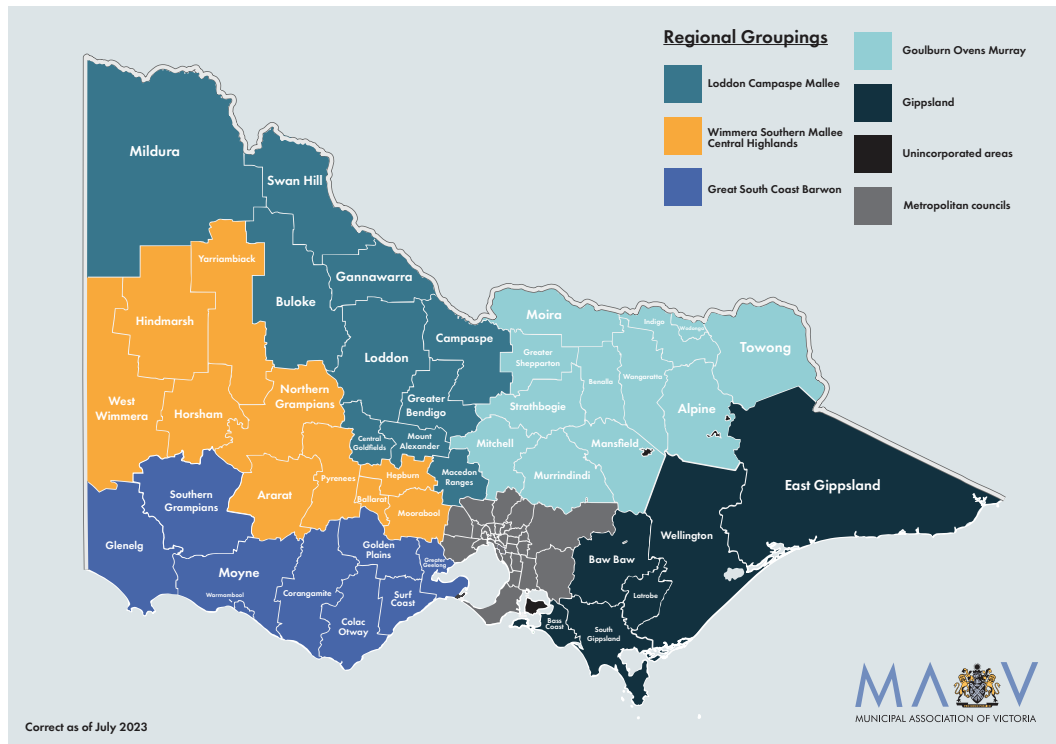 Regional Groupings
Loddon Campaspe Mallee
Wimmera Southern Mallee
Central Highlands
Great South Coast Barwon
Goulburn Ovens Murray
Gippsland
Unincorporated areas
Metropolitan councils
Mildura
Swan Hill
Yarriambiack
Gannawarra
Buloke
Hindmarsh
Moira
Indigo
Wodonga
Campaspe
Towong
Loddon
Greater
Shepparton
Benalla
Wangaratta
Northern
Grampians
West
Wimmera
Horsham
Greater
Bendigo
Strathbogie
Alpine
Central
Goldfields
Mount
Alexander
Mitchell
Mansfield
Macedon
Ranges
Murrindindi
Hepburn
Pyrenees
Ararat
Ballarat
Moorabool
Southern
Grampians
East Gippsland
Wellington
Glenelg
Golden
Plains
Greater
Geelong
Baw Baw
Moyne
Corangamite
Warrnambool
Surf
Coast
Colac
Otway
Latrobe
Bass
Coast
South
Gippsland
MAV
MUNICIPAL ASSOCIATION OF VICTORIA
Correct as of July 2023